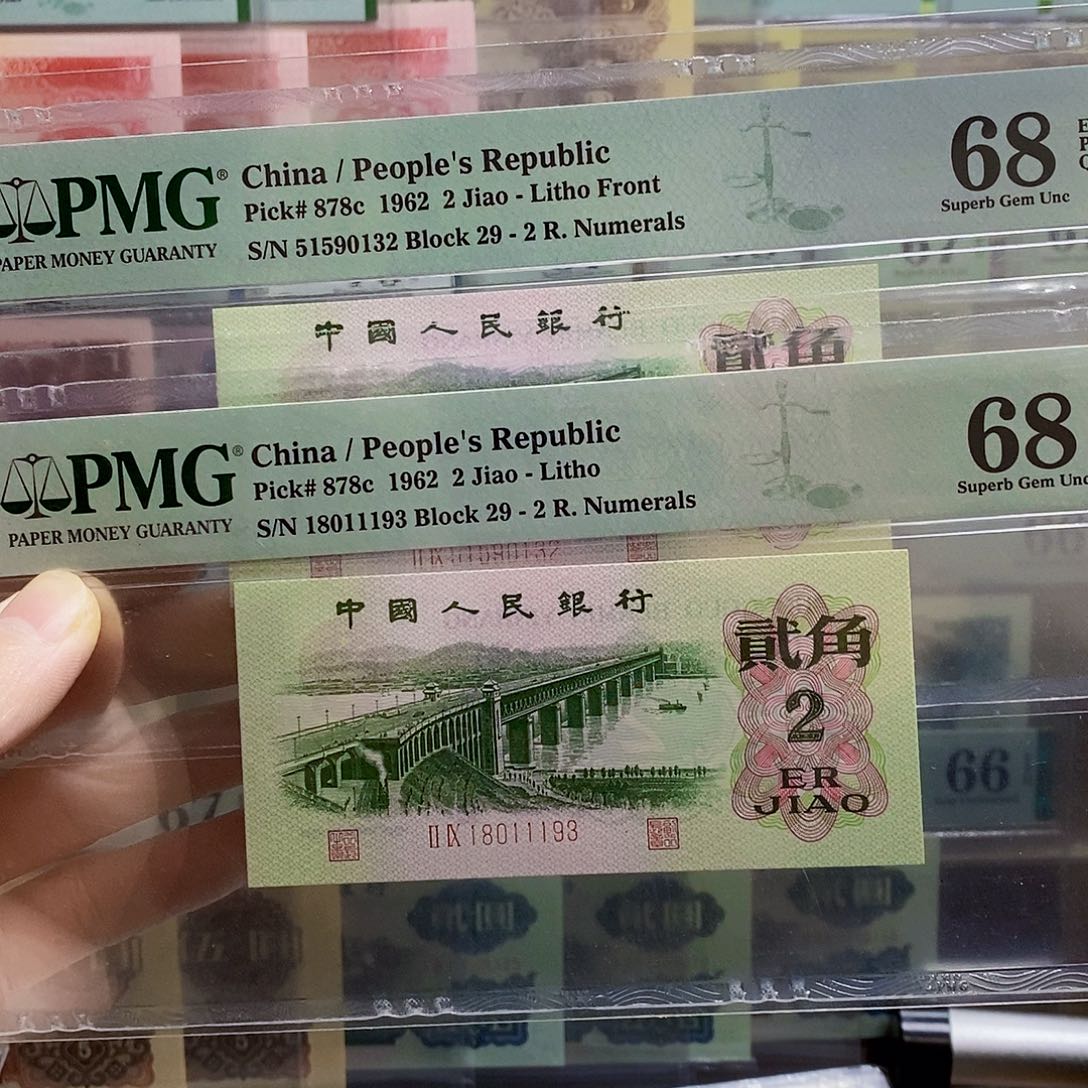 PMG®
PAPER MONEY GUARANTY
China / People's Republic
Pick# 878c 1962 2 Jiao - Litho Front
S/N 51590132 Block 29 - 2 R. Numerals
68
Superb Gem Unc
中國人民銀行
貳角
PMG®
PAPER MONEY GUARANTY
China / People's Republic
Pick# 878c 1962 2 Jiao - Litho
S/N 18011193 Block 29 - 2 R. Numerals
68
Superb Gem Unc
ⅡⅨ51590132
中國人民銀行
貳角
2
ER
JIAO
ⅡⅨ18011193
66
67